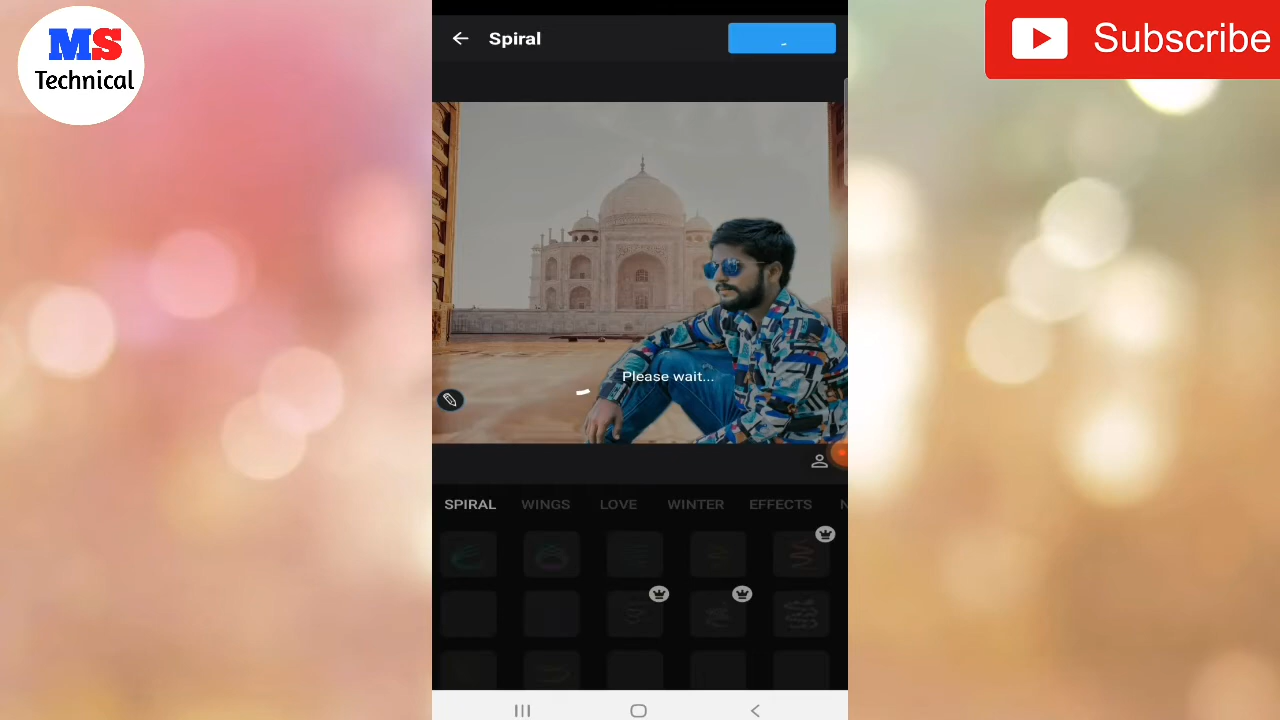 MS
Technical
Spiral
Subscribe
Please wait...
SPIRAL WINGS LOVE WINTER EFFECTS N